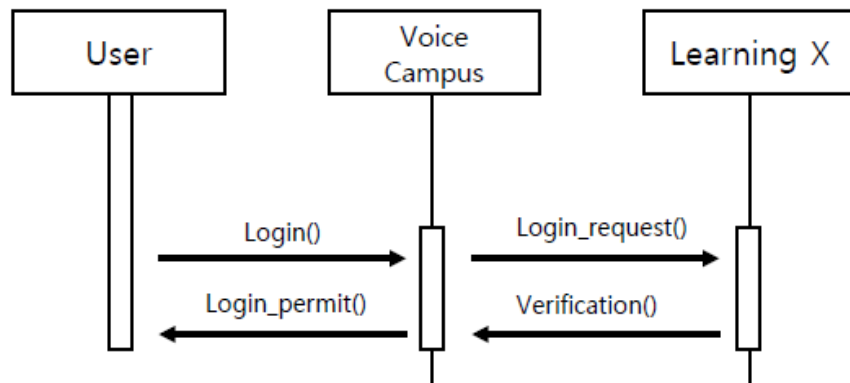 User
Voice
Campus
Learning X
Login()
Login_request()
Login_permit()
Verification()